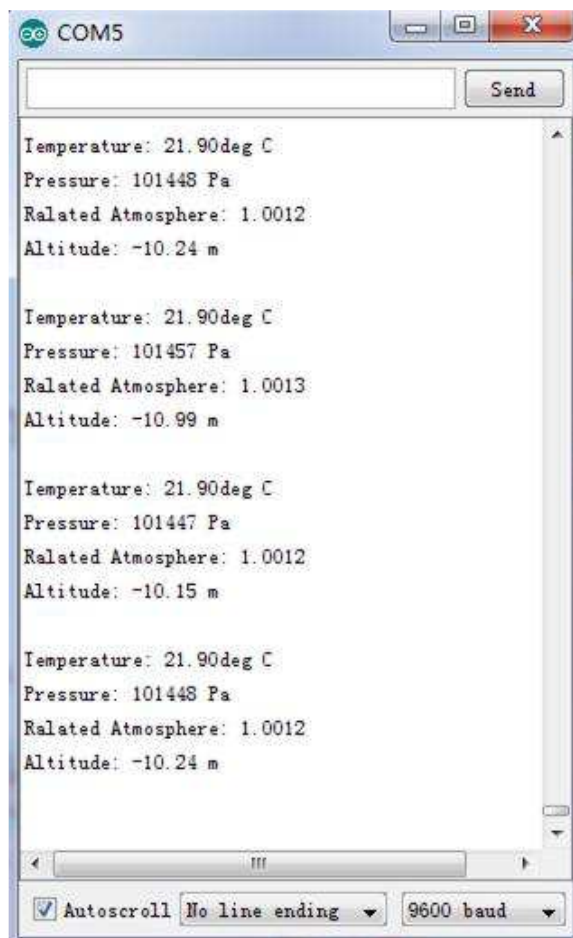 COM5
Send
Temperature: 21.90deg C
Pressure: 101448 Pa
Ralated Atmosphere: 1.0012
Altitude: -10.24 m
Temperature: 21.90deg C
Pressure: 101457 Pa
Ralated Atmosphere: 1.0013
Altitude: -10.99 m
Temperature: 21.90deg C
Pressure: 101447 Pa
Ralated Atmosphere: 1.0012
Altitude: -10.15 m
Temperature: 21.90deg C
Pressure: 101448 Pa
Ralated Atmosphere: 1.0012
Altitude: -10.24 m
Autoscroll No line ending 9600 baud